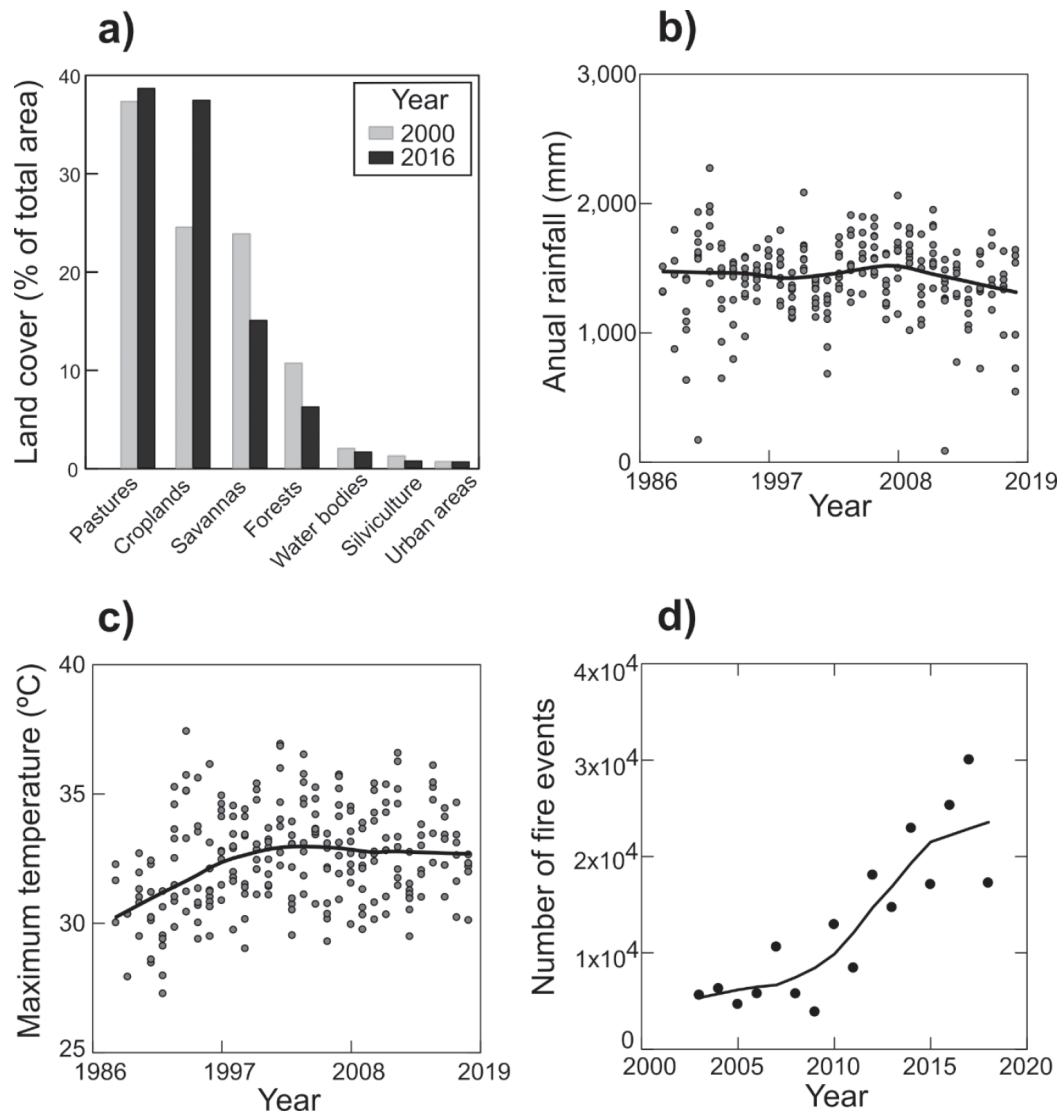 a)
Land cover (% of total area)
40
30
20
10
0
Year
2000
2016
Pastures
Croplands
Savannas
Forests
Water bodies
Silviculture
Urban areas
b)
Anual rainfall (mm)
3,000
2,000
1,000
0
1986 1997 2008 2019
Year
c)
Maximum temperature (ºC)
40
35
30
25
1986 1997 2008 2019
Year
d)
Number of fire events
4x10⁴
3x10⁴
2x10⁴
1x10⁴
0
2000 2005 2010 2015 2020
Year